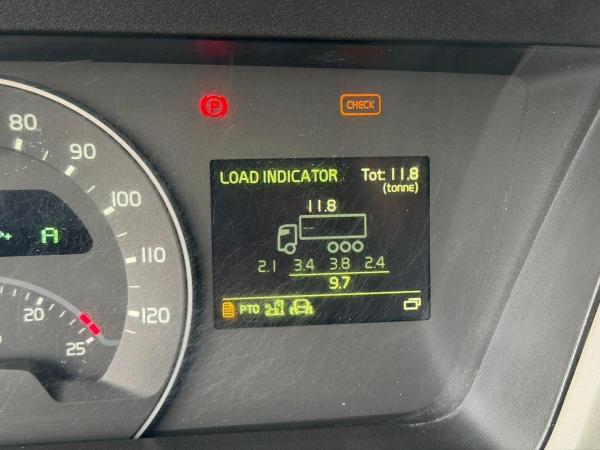 80
90
100
110
120
20
25
A
P
CHECK
LOAD INDICATOR Tot: 11.8
(tonne)
11.8
2.1 3.4 3.8 2.4
9.7
PTO